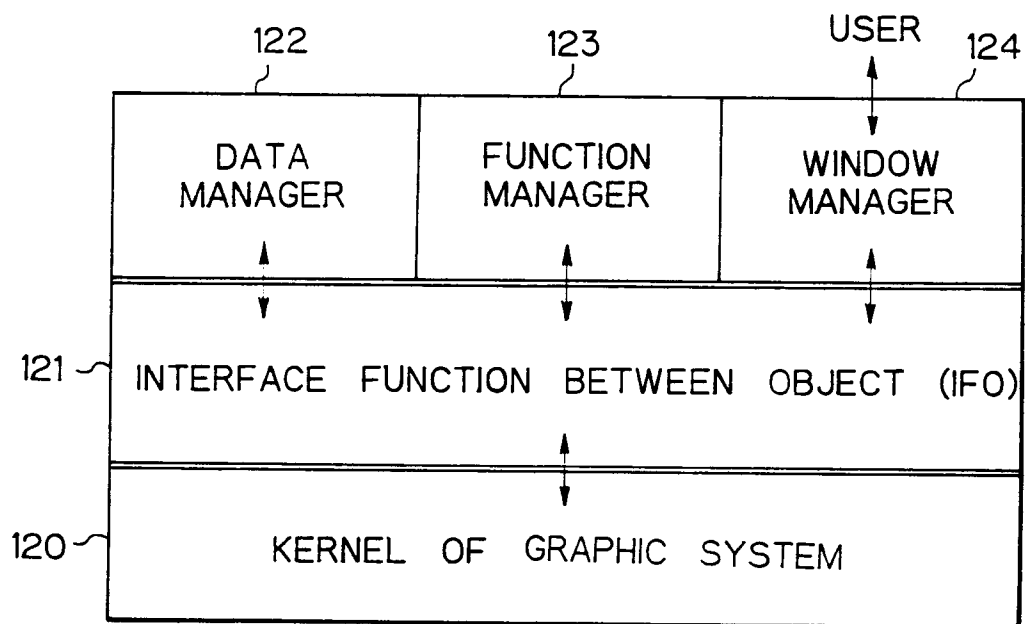 122
123
USER
124
DATA
MANAGER
FUNCTION
MANAGER
WINDOW
MANAGER
121
INTERFACE FUNCTION BETWEEN OBJECT (IFO)
120
KERNEL OF GRAPHIC SYSTEM